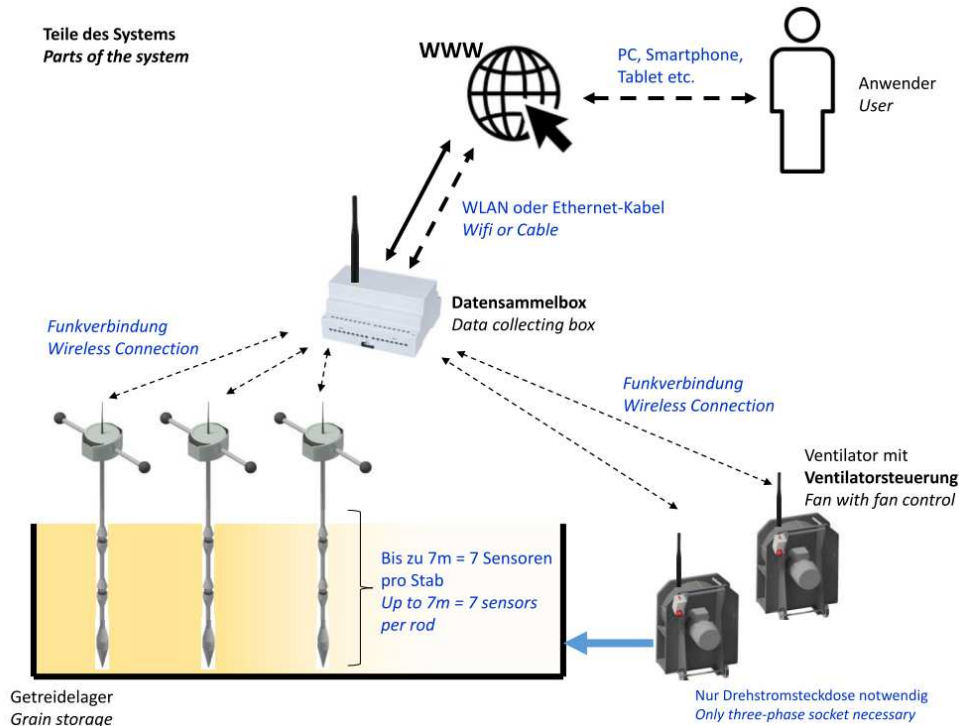 Teile des Systems
Parts of the system
WWW
PC, Smartphone,
Tablet etc.
Anwender
User
WLAN oder Ethernet-Kabel
Wifi or Cable
Datensammelbox
Data collecting box
Funkverbindung
Wireless Connection
Funkverbindung
Wireless Connection
Ventilator mit
Ventilatorsteuerung
Fan with fan control
Bis zu 7m = 7 Sensoren
pro Stab
Up to 7m = 7 sensors
per rod
Getreidelager
Grain storage
Nur Drehstromsteckdose notwendig
Only three-phase socket necessary